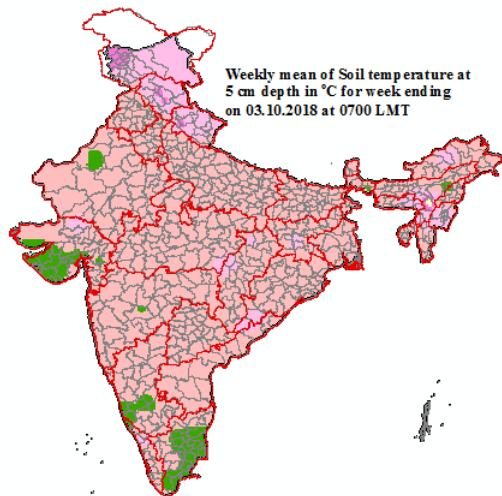 Weekly mean of Soil temperature at
5 cm depth in °C for week ending
on 03.10.2018 at 0700 LMT